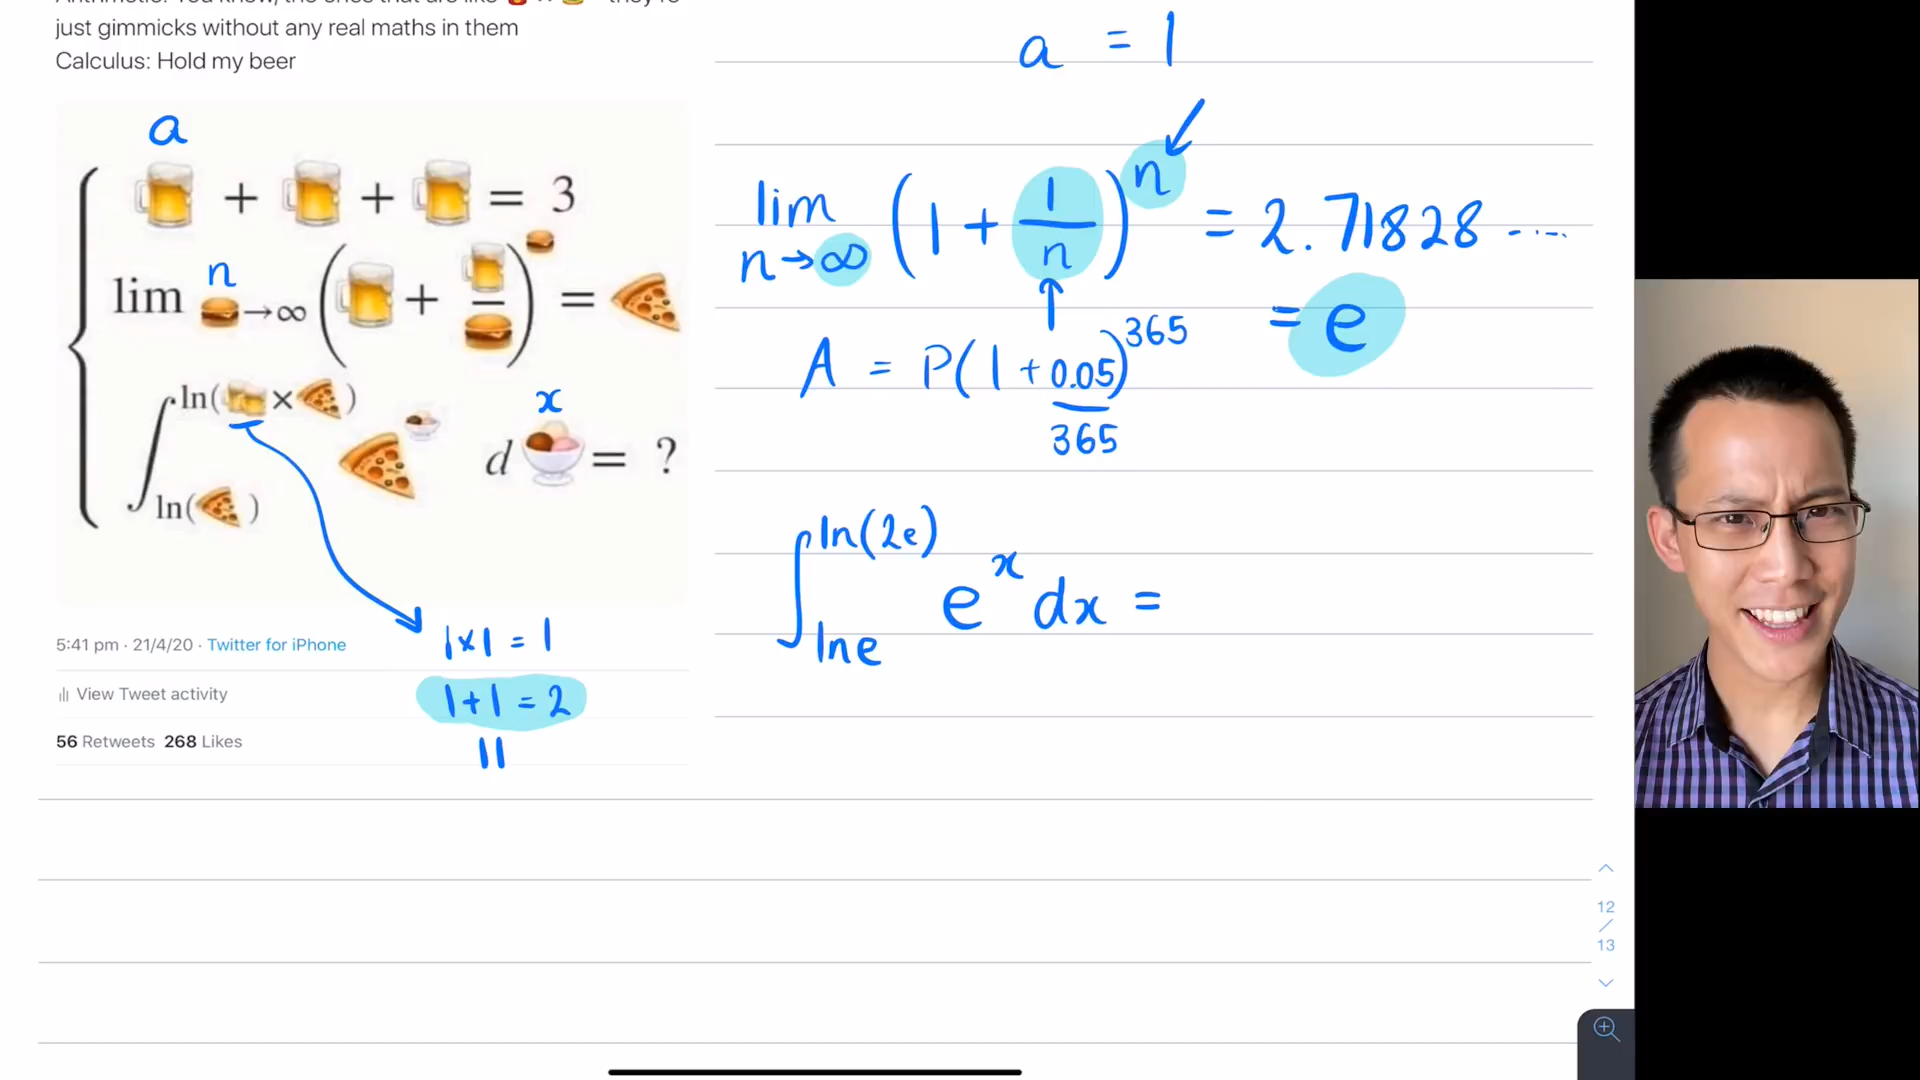 just gimmicks without any real maths in them
Calculus: Hold my beer
a
+ + = 3
lim n →∞ ( + — ) =
∫ ln( × ) ln( ) d x = ?
1×1 = 1
1+1 = 2
11
5:41 pm · 21/4/20 · Twitter for iPhone
View Tweet activity
56 Retweets 268 Likes
a = 1
lim n→∞ (1 + 1/n)^n = 2.71828 ....
= e
A = P(1 + 0.05/365)^365
∫ ln(2e) ln e e^x dx =
12
/
13